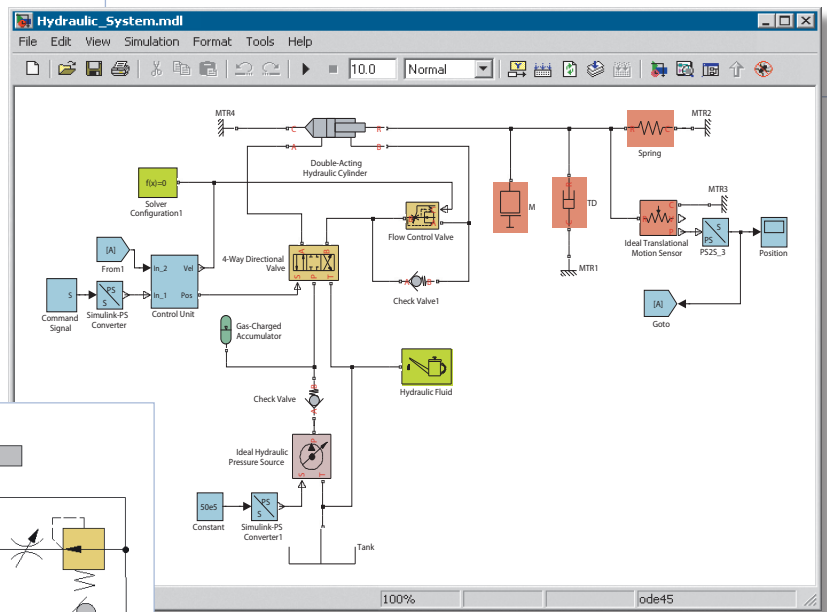 Hydraulic_System.mdl
File Edit View Simulation Format Tools Help
10.0 Normal
MTR4
C R
A B
Double-Acting
Hydraulic Cylinder
MTR2
R C
Spring
f(x)=0
Solver
Configuration1
M
R
C
TD
MTR1
MTR3
C
R
P
Ideal Translational
Motion Sensor
S
PS
PS2S_3
Position
Flow Control Valve
[A]
From1
4-Way Directional
Valve
A B
S P T
In_2 Vel
In_1 Pos
Control Unit
S
Command
Signal
PS
S
Simulink-PS
Converter
A B
Check Valve1
[A]
Goto
Gas-Charged
Accumulator
Hydraulic Fluid
Check Valve
B
A
Ideal Hydraulic
Pressure Source
P
S T
50e5
Constant
PS
S
Simulink-PS
Converter1
Tank
100% ode45